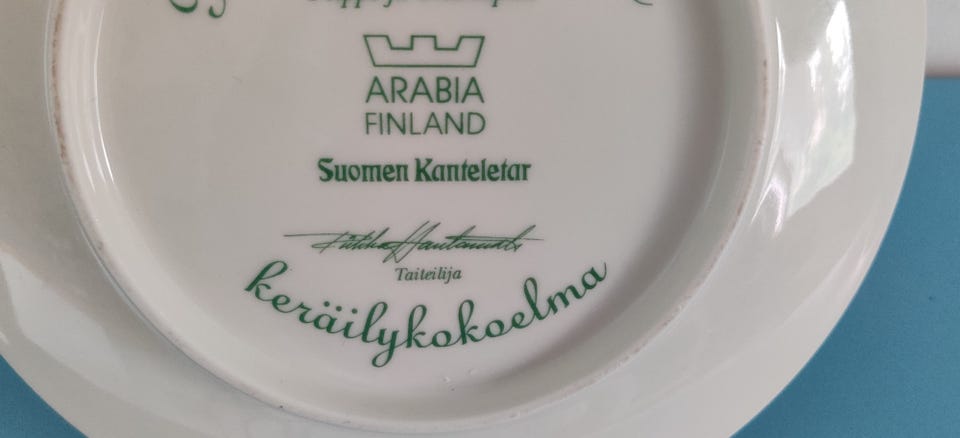 ARABIA
FINLAND
Suomen Kanteletar
Taiteilija
keräilykokoelma